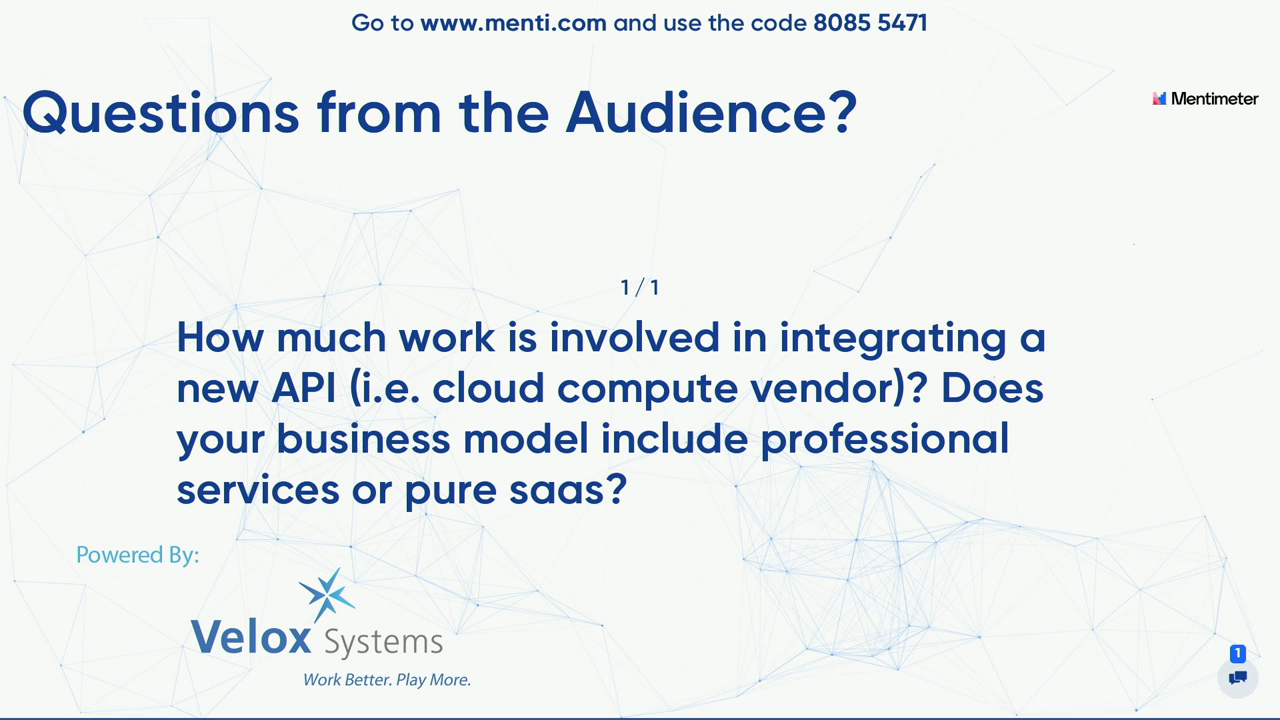 Go to www.menti.com and use the code 8085 5471
Questions from the Audience?
Mentimeter
1 / 1
How much work is involved in integrating a
new API (i.e. cloud compute vendor)? Does
your business model include professional
services or pure saas?
Powered By:
Velox Systems
Work Better. Play More.
1